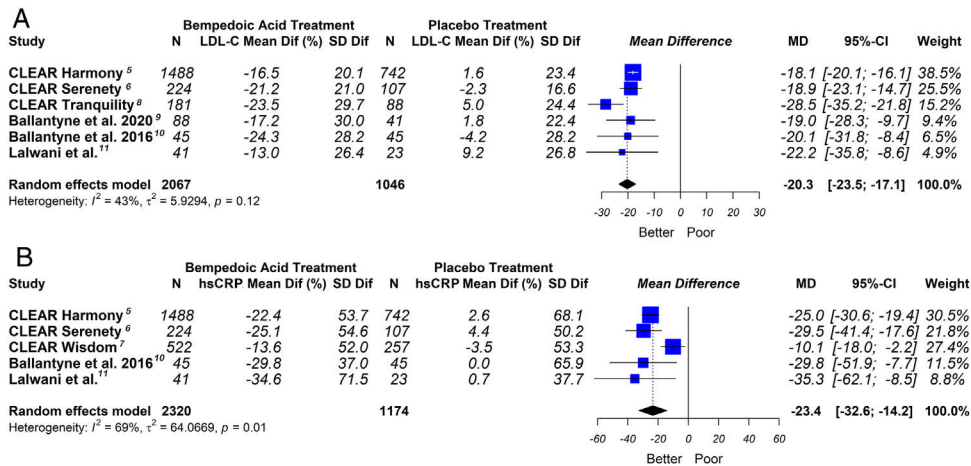 A
Bempedoic Acid Treatment Placebo Treatment
Study N LDL-C Mean Dif (%) SD Dif N LDL-C Mean Dif (%) SD Dif Mean Difference MD 95%-CI Weight
CLEAR Harmony 5 1488 -16.5 20.1 742 1.6 23.4 -18.1 [-20.1; -16.1] 38.5%
CLEAR Serenety 6 224 -21.2 21.0 107 -2.3 16.6 -18.9 [-23.1; -14.7] 25.5%
CLEAR Tranquility 8 181 -23.5 29.7 88 5.0 24.4 -28.5 [-35.2; -21.8] 15.2%
Ballantyne et al. 2020 9 88 -17.2 30.0 41 1.8 22.4 -19.0 [-28.3; -9.7] 9.4%
Ballantyne et al. 2016 10 45 -24.3 28.2 45 -4.2 28.2 -20.1 [-31.8; -8.4] 6.5%
Lalwani et al. 11 41 -13.0 26.4 23 9.2 26.8 -22.2 [-35.8; -8.6] 4.9%
Random effects model 2067 1046 -20.3 [-23.5; -17.1] 100.0%
Heterogeneity: I² = 43%, τ² = 5.9294, p = 0.12
-30 -20 -10 0 10 20 30
Better Poor
B
Bempedoic Acid Treatment Placebo Treatment
Study N hsCRP Mean Dif (%) SD Dif N hsCRP Mean Dif (%) SD Dif Mean Difference MD 95%-CI Weight
CLEAR Harmony 5 1488 -22.4 53.7 742 2.6 68.1 -25.0 [-30.6; -19.4] 30.5%
CLEAR Serenety 6 224 -25.1 54.6 107 4.4 50.2 -29.5 [-41.4; -17.6] 21.8%
CLEAR Wisdom 7 522 -13.6 52.0 257 -3.5 53.3 -10.1 [-18.0; -2.2] 27.4%
Ballantyne et al. 2016 10 45 -29.8 37.0 45 0.0 65.9 -29.8 [-51.9; -7.7] 11.5%
Lalwani et al. 11 41 -34.6 71.5 23 0.7 37.7 -35.3 [-62.1; -8.5] 8.8%
Random effects model 2320 1174 -23.4 [-32.6; -14.2] 100.0%
Heterogeneity: I² = 69%, τ² = 64.0669, p = 0.01
-60 -40 -20 0 20 40 60
Better Poor